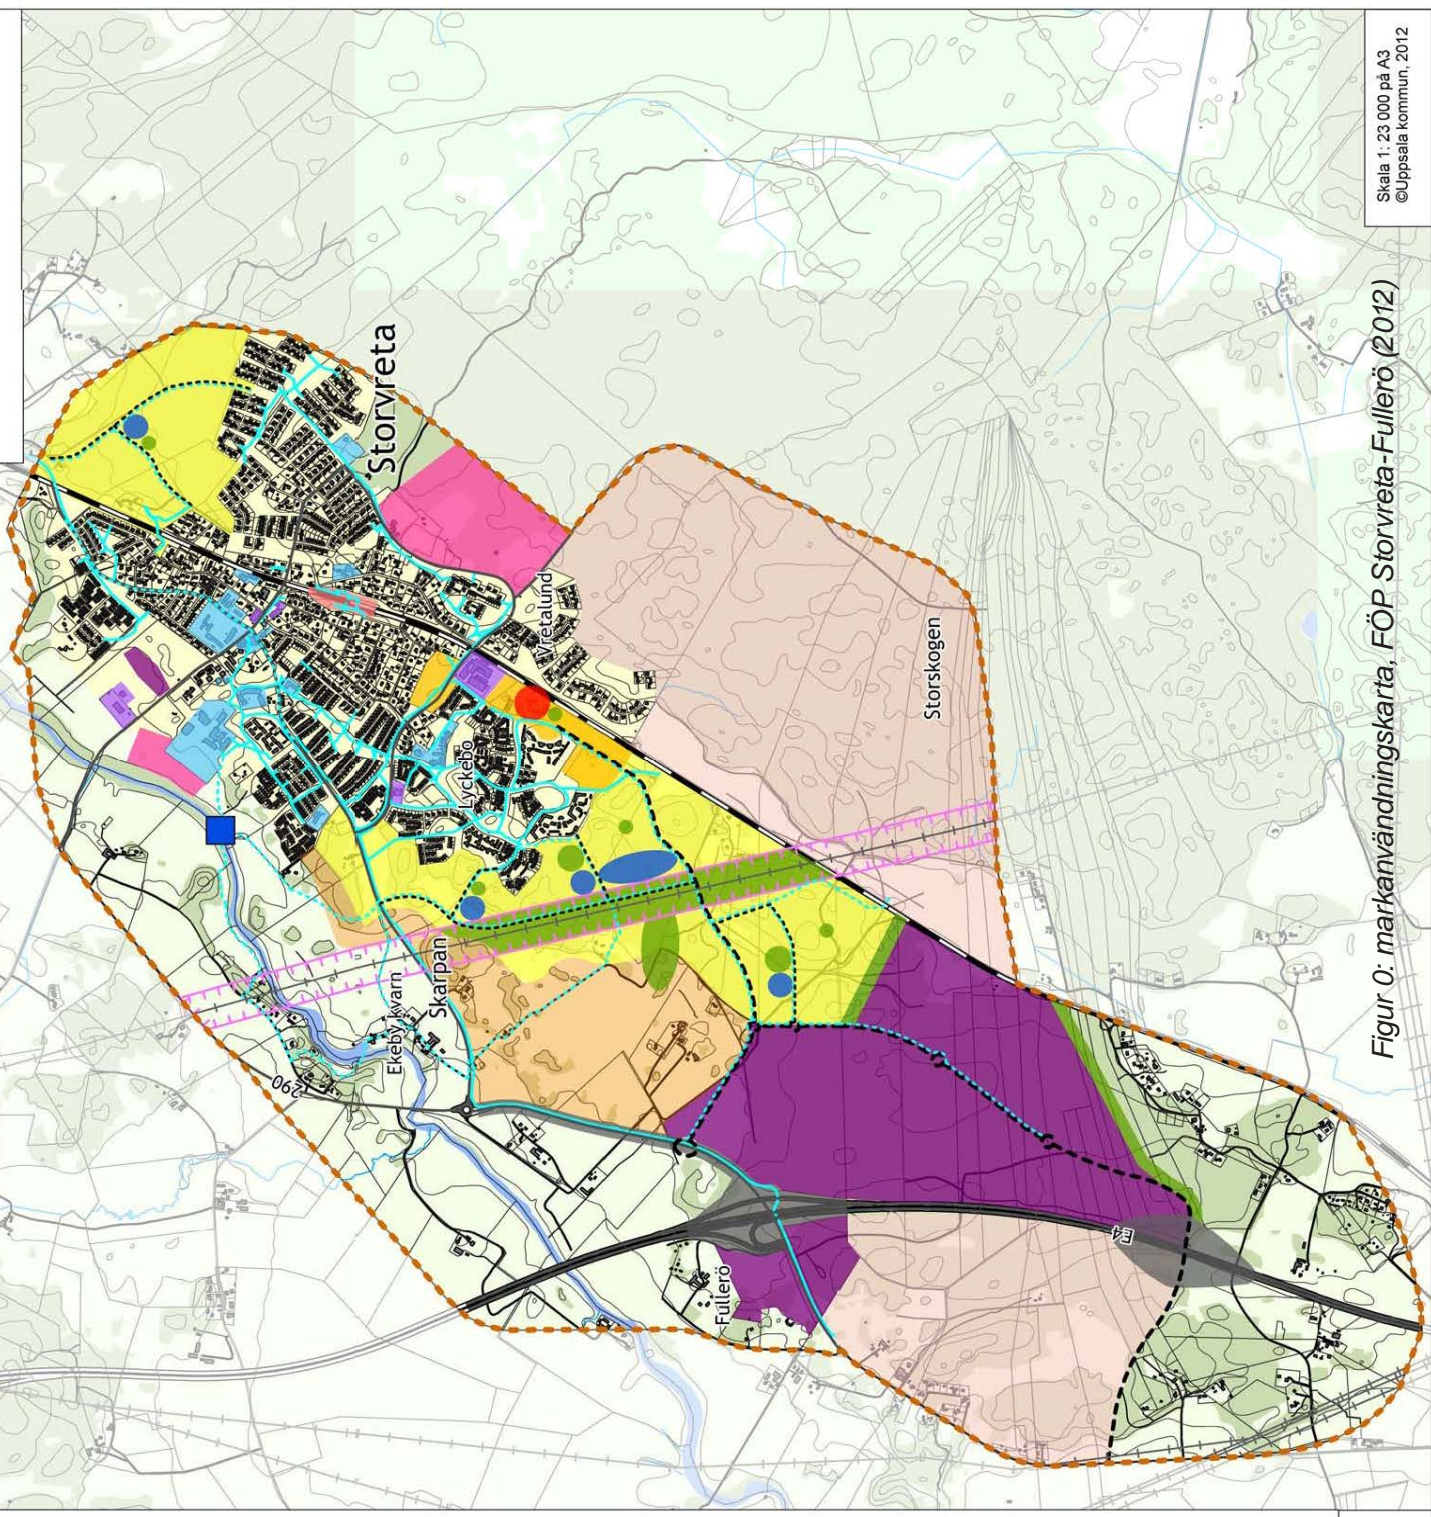 Storvreta
Vretalund
Lyckebo
Storskogen
Skarpan
Ekeby kvarn
290
Fullerö
E4
Skala 1: 23 000 på A3
©Uppsala kommun, 2012
Figur 0: markanvändningskarta, FÖP Storvreta-Fullerö (2012)